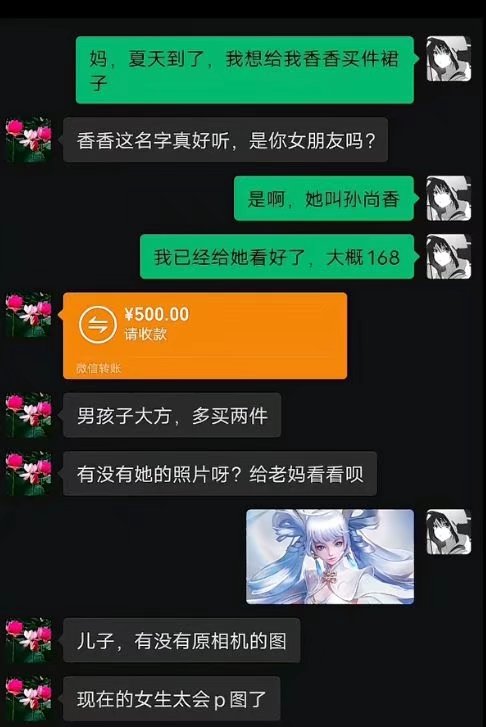 妈，夏天到了，我想给我香香买件裙
子
香香这名字真好听，是你女朋友吗？
是啊，她叫孙尚香
我已经给她看好了，大概168
¥500.00
请收款
微信转账
男孩子大方，多买两件
有没有她的照片呀？给老妈看看呗
儿子，有没有原相机的图
现在的女生太会p图了